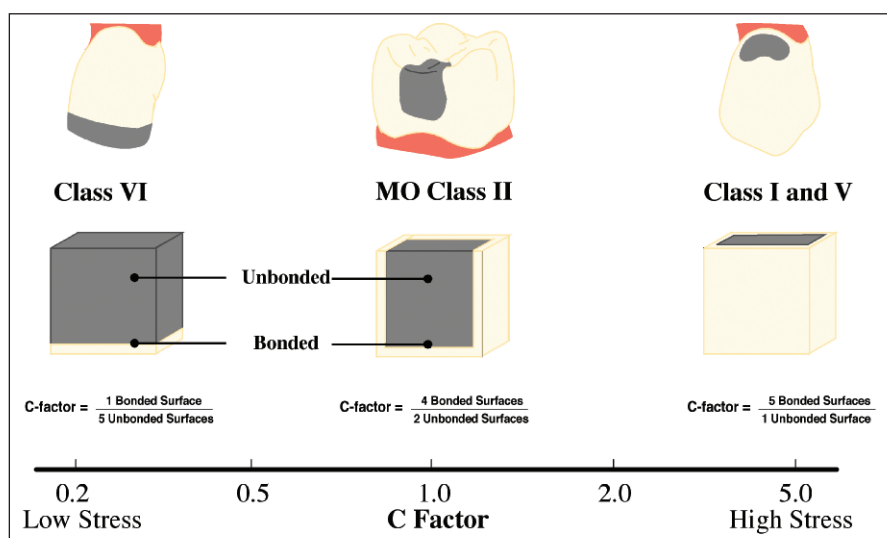 Class VI
MO Class II
Class I and V
Unbonded
Bonded
C-factor = 1 Bonded Surface
5 Unbonded Surfaces
C-factor = 4 Bonded Surfaces
2 Unbonded Surfaces
C-factor = 5 Bonded Surfaces
1 Unbonded Surface
0.2 0.5 1.0 2.0 5.0
Low Stress C Factor High Stress